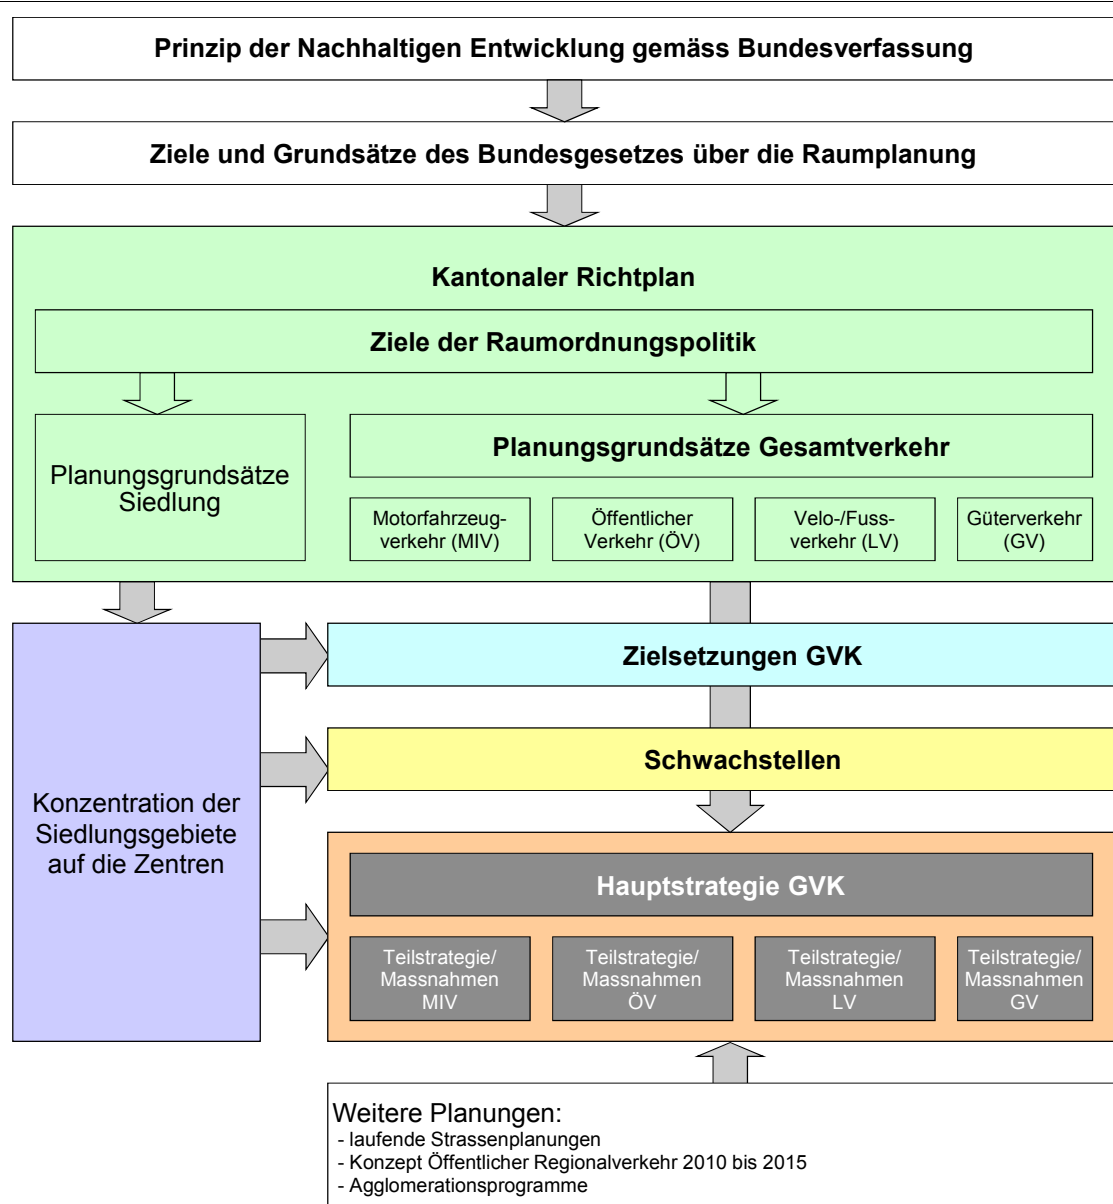 Prinzip der Nachhaltigen Entwicklung gemäss Bundesverfassung
Ziele und Grundsätze des Bundesgesetzes über die Raumplanung
Kantonaler Richtplan
Ziele der Raumordnungspolitik
Planungsgrundsätze
Siedlung
Planungsgrundsätze Gesamtverkehr
Motorfahrzeug-
verkehr (MIV)
Öffentlicher
Verkehr (ÖV)
Velo-/Fuss-
verkehr (LV)
Güterverkehr
(GV)
Konzentration der
Siedlungsgebiete
auf die Zentren
Zielsetzungen GVK
Schwachstellen
Hauptstrategie GVK
Teilstrategie/
Massnahmen
MIV
Teilstrategie/
Massnahmen
ÖV
Teilstrategie/
Massnahmen
LV
Teilstrategie/
Massnahmen
GV
Weitere Planungen:
- laufende Strassenplanungen
- Konzept Öffentlicher Regionalverkehr 2010 bis 2015
- Agglomerationsprogramme